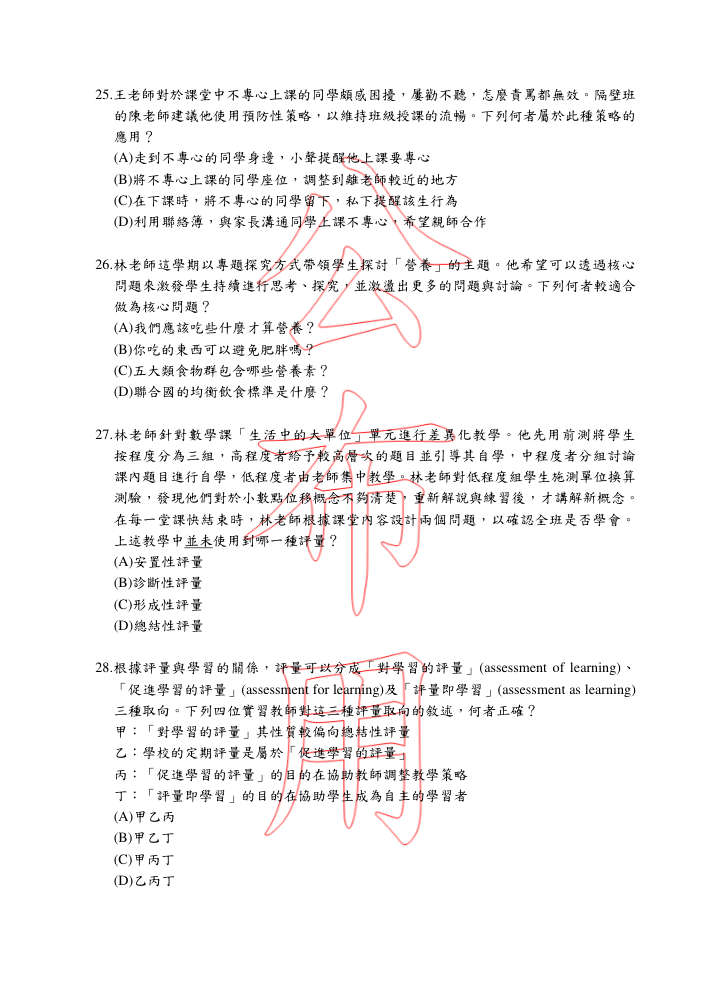 25.王老師對於課堂中不專心上課的同學頗感困擾，屢勸不聽，怎麼責罵都無效。隔壁班
的陳老師建議他使用預防性策略，以維持班級授課的流暢。下列何者屬於此種策略的
應用？
(A)走到不專心的同學身邊，小聲提醒他上課要專心
(B)將不專心上課的同學座位，調整到離老師較近的地方
(C)在下課時，將不專心的同學留下，私下提醒該生行為
(D)利用聯絡簿，與家長溝通同學上課不專心，希望親師合作
26.林老師這學期以專題探究方式帶領學生探討「營養」的主題。他希望可以透過核心
問題來激發學生持續進行思考、探究，並激盪出更多的問題與討論。下列何者較適合
做為核心問題？
(A)我們應該吃些什麼才算營養？
(B)你吃的東西可以避免肥胖嗎？
(C)五大類食物群包含哪些營養素？
(D)聯合國的均衡飲食標準是什麼？
27.林老師針對數學課「生活中的大單位」單元進行差異化教學。他先用前測將學生
按程度分為三組，高程度者給予較高層次的題目並引導其自學，中程度者分組討論
課內題目進行自學，低程度者由老師集中教學。林老師對低程度組學生施測單位換算
測驗，發現他們對於小數點位移概念不夠清楚，重新解說與練習後，才講解新概念。
在每一堂課快結束時，林老師根據課堂內容設計兩個問題，以確認全班是否學會。
上述教學中並未使用到哪一種評量？
(A)安置性評量
(B)診斷性評量
(C)形成性評量
(D)總結性評量
28.根據評量與學習的關係，評量可以分成「對學習的評量」(assessment of learning)、
「促進學習的評量」(assessment for learning)及「評量即學習」(assessment as learning)
三種取向。下列四位實習教師對這三種評量取向的敘述，何者正確？
甲：「對學習的評量」其性質較偏向總結性評量
乙：學校的定期評量是屬於「促進學習的評量」
丙：「促進學習的評量」的目的在協助教師調整教學策略
丁：「評量即學習」的目的在協助學生成為自主的學習者
(A)甲乙丙
(B)甲乙丁
(C)甲丙丁
(D)乙丙丁
公布用